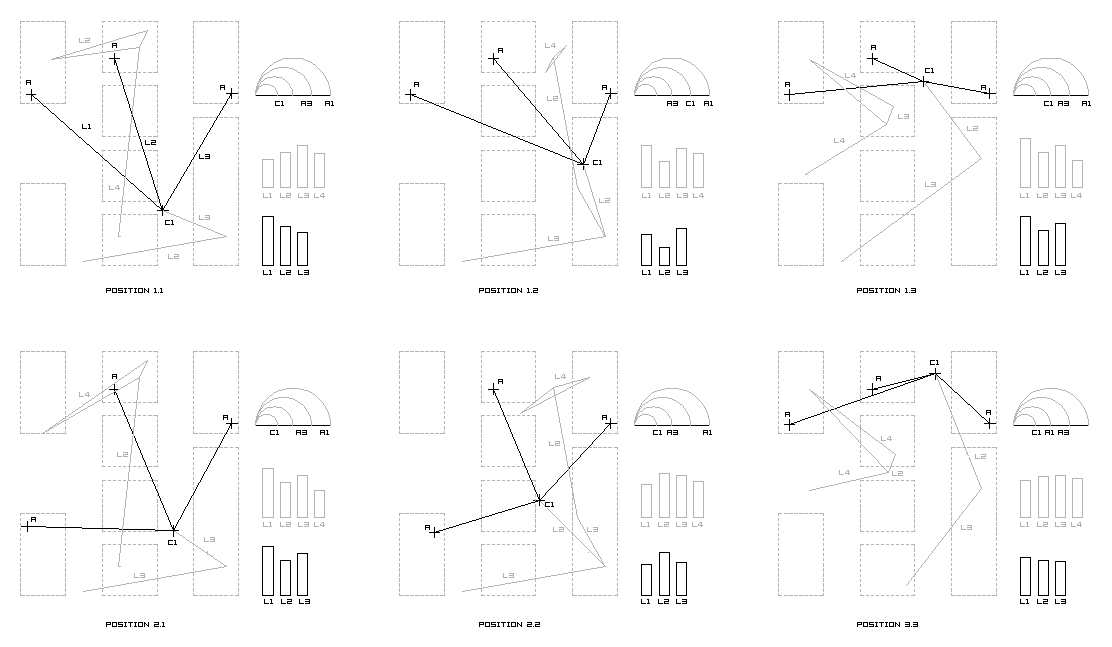 L2
A
A
A
L1
L2
L3
L4
C1
L3
L2
C1 A3 A1
L1 L2 L3 L4
L1 L2 L3
POSITION 1.1
L4
A
A
A
L2
C1
L2
L3
A3 C1 A1
L1 L2 L3 L4
L1 L2 L3
POSITION 1.2
A
C1
L4
A
A
L3
L2
L4
L3
C1 A3 A1
L1 L2 L3 L4
L1 L2 L3
POSITION 1.3
A
L4
A
L2
A
C1
L3
L3
C1 A3 A1
L1 L2 L3 L4
L1 L2 L3
POSITION 2.1
L4
A
A
L2
C1
A
L2 L3
L3
C1 A3 A1
L1 L2 L3 L4
L1 L2 L3
POSITION 2.2
C1
A
A
A
L4
L2
L4 L2
L3
C1 A1 A3
L1 L2 L3 L4
L1 L2 L3
POSITION 3.3